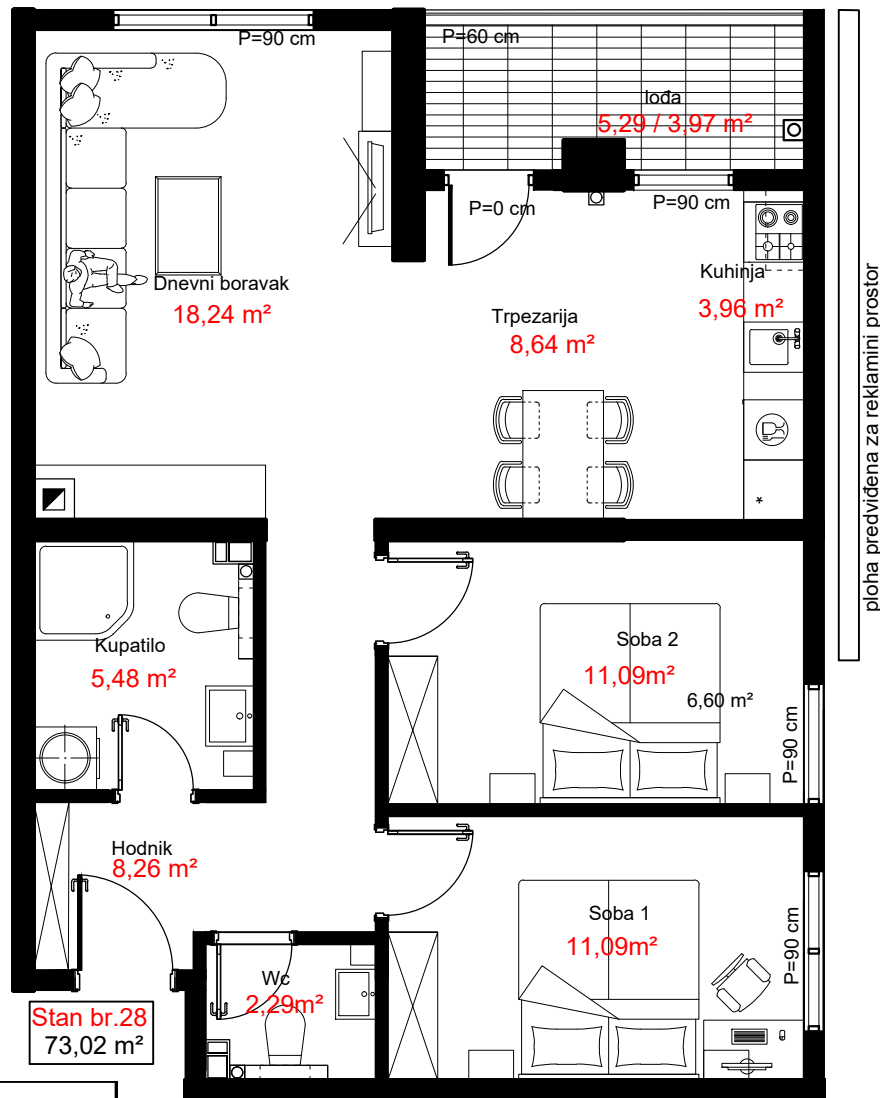 P=90 cm
P=60 cm
lođa
5,29 / 3,97 m²
P=0 cm
P=90 cm
Dnevni boravak
18,24 m²
Trpezarija
8,64 m²
Kuhinja
3,96 m²
ploha predviđena za reklamini prostor
Kupatilo
5,48 m²
Soba 2
11,09m²
6,60 m²
P=90 cm
Hodnik
8,26 m²
Soba 1
11,09m²
P=90 cm
Wc
2,29m²
Stan br.28
73,02 m²